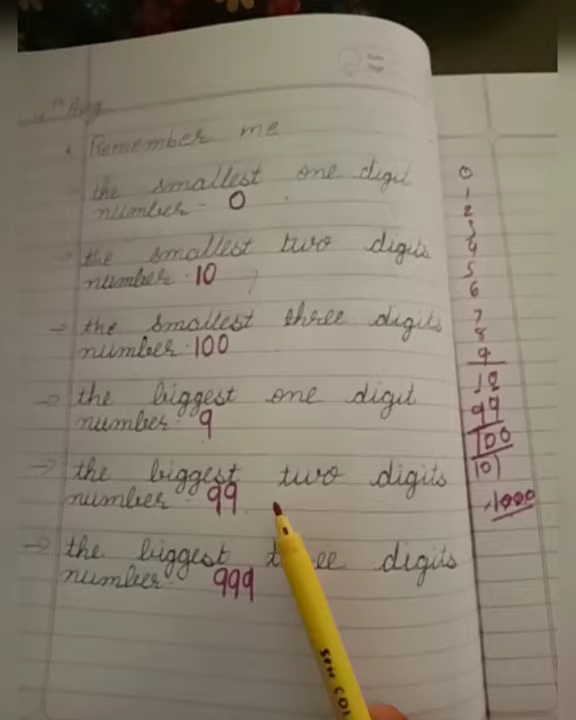 th Aug
Remember me
the smallest one digit
number - 0
the smallest two digits
number - 10
→ the smallest three digits
number - 100
→ the biggest one digit
number - 9
→ the biggest two digits
number - 99
→ the biggest digits
number - 999
0
1
2
3
4
5
6
7
8
9
10
99
100
101
1000